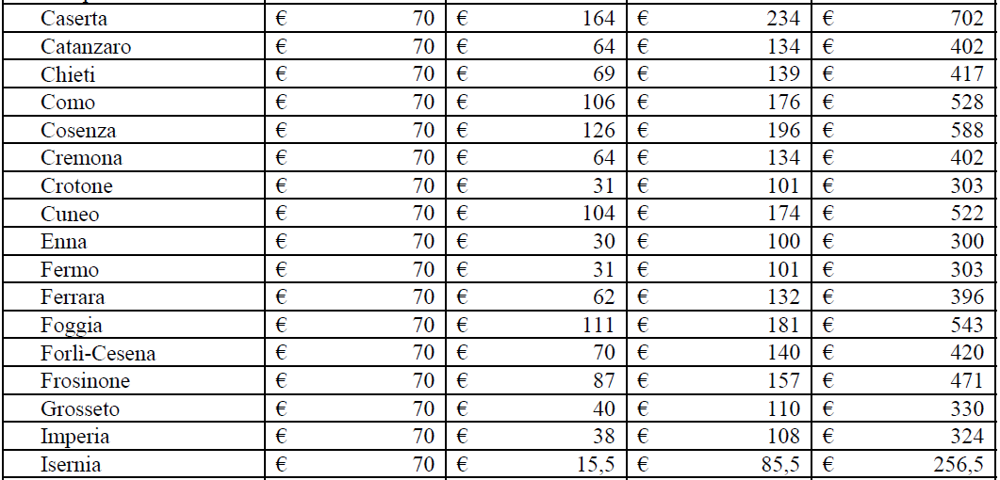 Caserta € 70 € 164 € 234 € 702
Catanzaro € 70 € 64 € 134 € 402
Chieti € 70 € 69 € 139 € 417
Como € 70 € 106 € 176 € 528
Cosenza € 70 € 126 € 196 € 588
Cremona € 70 € 64 € 134 € 402
Crotone € 70 € 31 € 101 € 303
Cuneo € 70 € 104 € 174 € 522
Enna € 70 € 30 € 100 € 300
Fermo € 70 € 31 € 101 € 303
Ferrara € 70 € 62 € 132 € 396
Foggia € 70 € 111 € 181 € 543
Forlì-Cesena € 70 € 70 € 140 € 420
Frosinone € 70 € 87 € 157 € 471
Grosseto € 70 € 40 € 110 € 330
Imperia € 70 € 38 € 108 € 324
Isernia € 70 € 15,5 € 85,5 € 256,5